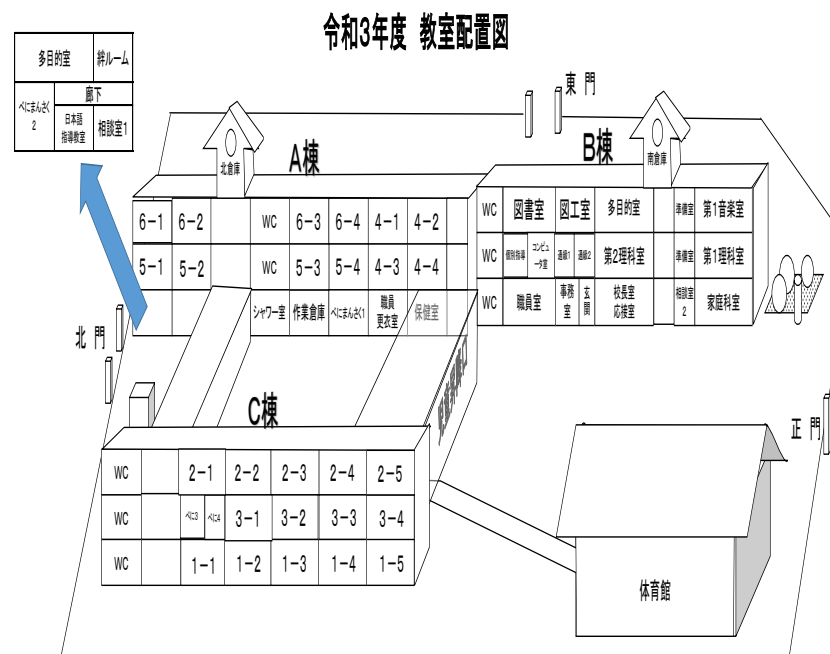 令和３年度 教室配置図
多目的室 絆ルーム
廊下
べにまんさく
2
日本語
指導教室
相談室1
東 門
北倉庫
A棟
B棟
南倉庫
6－1 6－2 WC 6－3 6－4 4－1 4－2
5－1 5－2 WC 5－3 5－4 4－3 4－4
シャワー室 作業倉庫 べにまんさく1
職員
更衣室
保健室
WC 図書室 図工室 多目的室 準備室 第1音楽室
WC 個別指導
コンピュ
ータ室
通級1 通級2 第2理科室 準備室 第1理科室
WC 職員室
事務
室
玄
関
校長室
応接室
相談室
2
家庭科室
北 門
児童昇降口
C棟
正 門
WC 2－1 2－2 2－3 2－4 2－5
WC べに3 べに4 3－1 3－2 3－3 3－4
WC 1－1 1－2 1－3 1－4 1－5
体育館